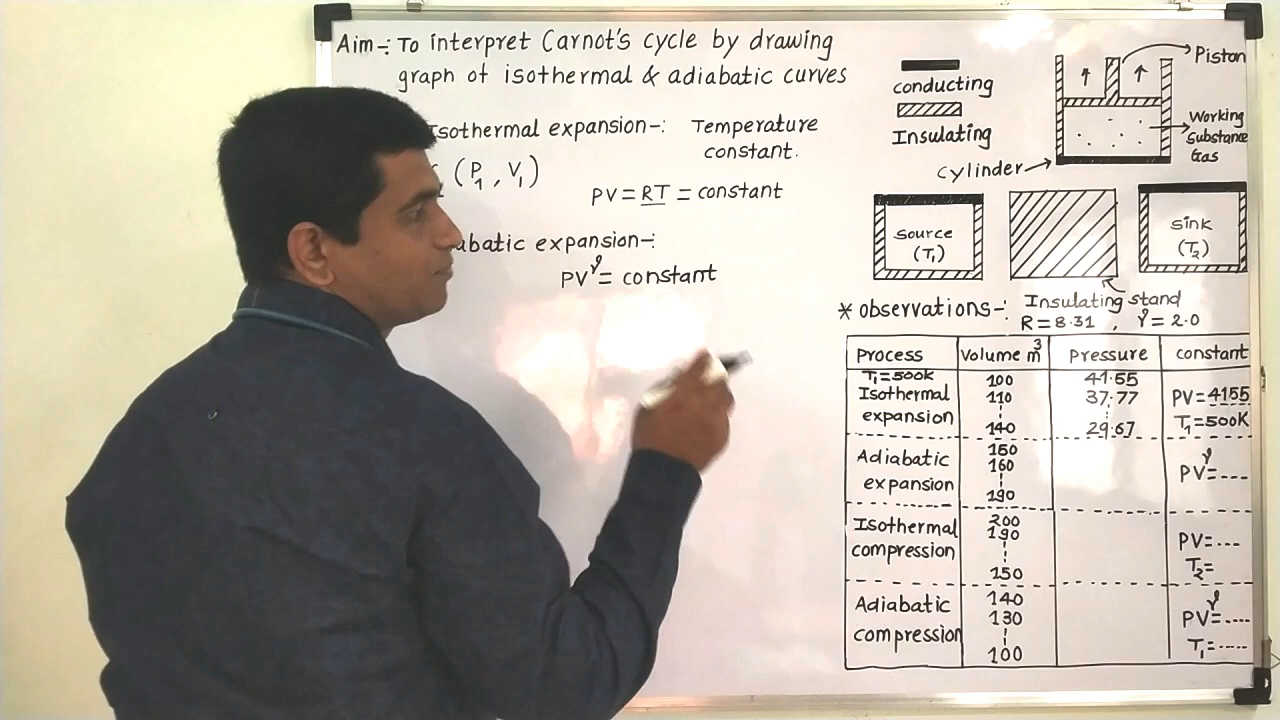 Aim-: To interpret Carnot's cycle by drawing
graph of isothermal & adiabatic curves
Isothermal expansion-: Temperature
constant.
(P₁, V₁)
PV = RT = constant
abatic expansion-:
PV^γ = constant
conducting
Insulating
cylinder
Piston
Working
Substance
Gas
source
(T₁)
Sink
(T₂)
Insulating stand
* observations-:
R = 8.31 , γ = 2.0
Process Volume m³ Pressure constant
T₁=500K 100 41.55
Isothermal 110 37.77 PV=4155
expansion 140 29.67 T₁=500K
Adiabatic 150
160 PV^γ=----
expansion 190
Isothermal 200
190
compression PV=---
150 T₂=
Adiabatic 140
130 PV^γ=----
compression
100 T₁=-----